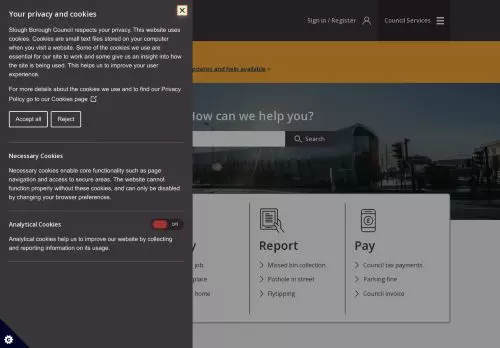 Your privacy and cookies
Slough Borough Council respects your privacy. This website uses
cookies. Cookies are small text files stored on your computer
when you visit a website. Some of the cookies we use are
essential for our site to work and some give us an insight into how
the site is being used. This helps us to improve your user
experience.
For more details about the cookies we use and to find our Privacy
Policy go to our Cookies page
Accept all
Reject
Necessary Cookies
Necessary cookies enable core functionality such as page
navigation and access to secure areas. The website cannot
function properly without these cookies, and can only be disabled
by changing your browser preferences.
Analytical Cookies
Off
Analytical cookies help us to improve our website by collecting
and reporting information on its usage.
Sign in / Register
Council Services
and help available
How can we help you?
Search
y
job
place
home
Report
Missed bin collection
Pothole in street
Flytipping
Pay
Council tax payments
Parking fine
Council invoice